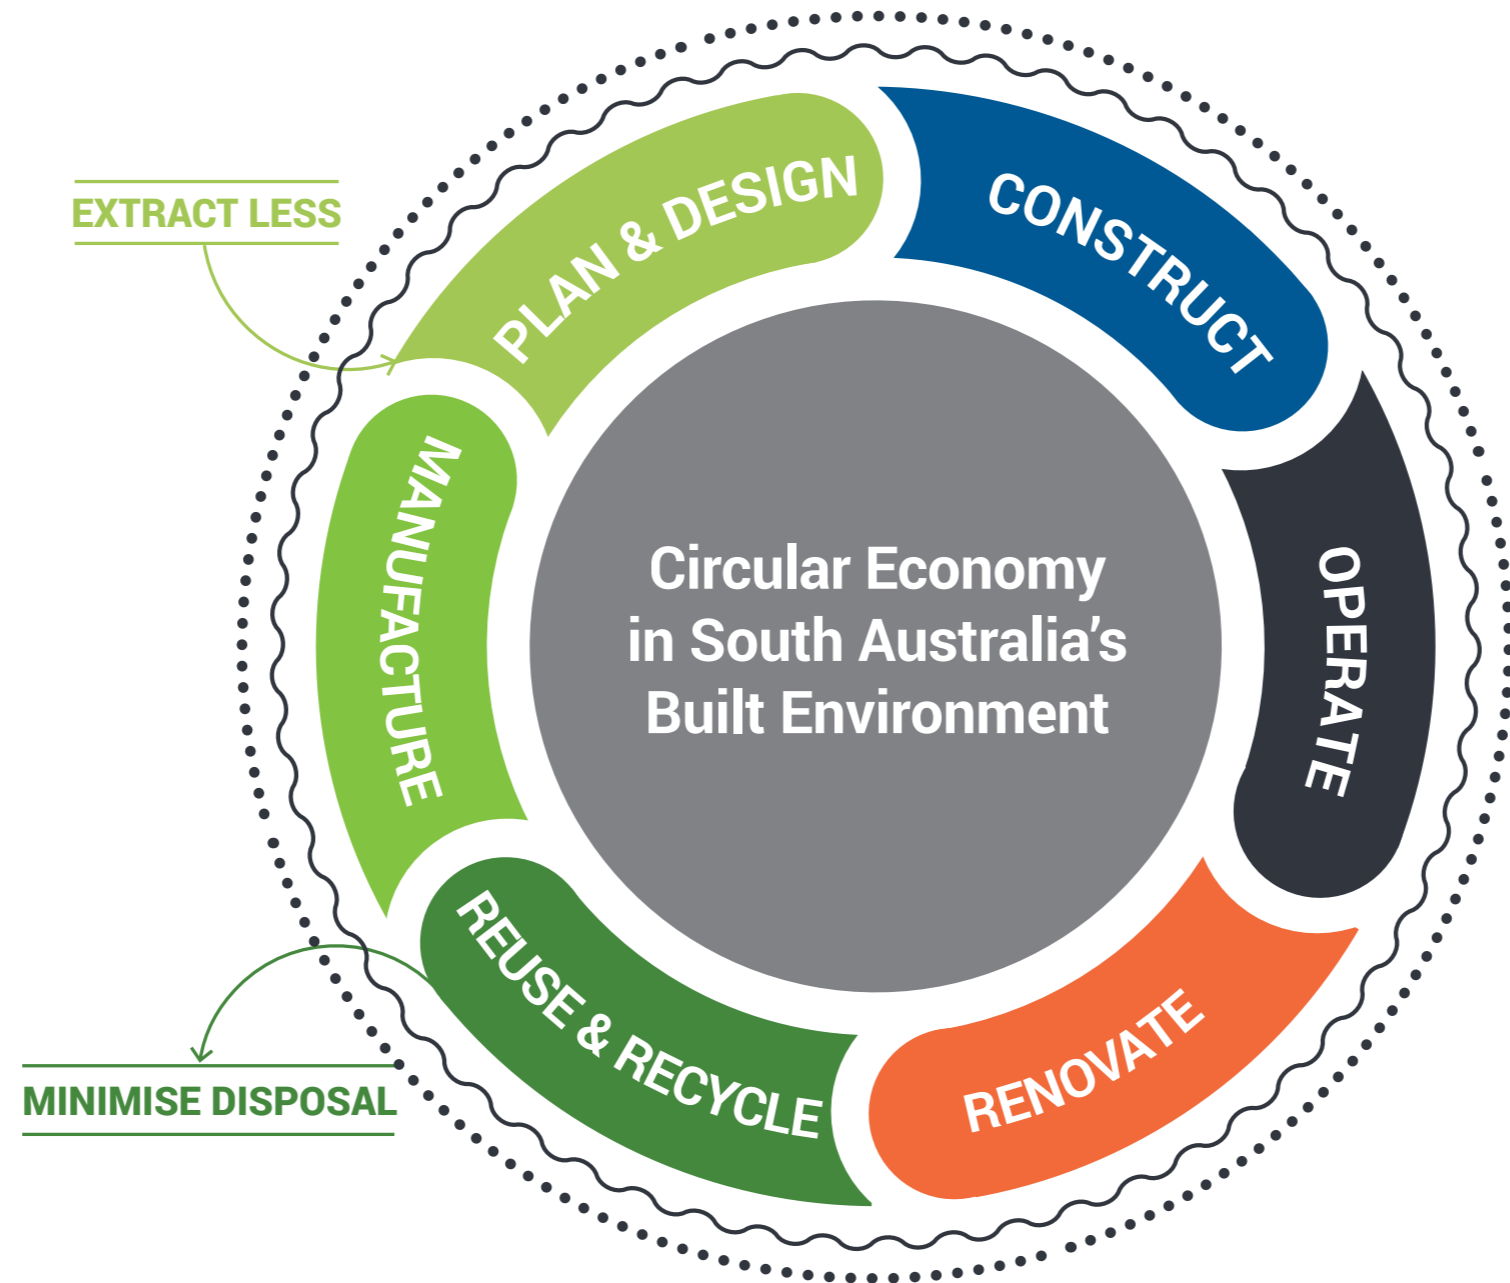 PLAN & DESIGN
CONSTRUCT
EXTRACT LESS
MANUFACTURE
OPERATE
Circular Economy
in South Australia’s
Built Environment
REUSE & RECYCLE
RENOVATE
MINIMISE DISPOSAL